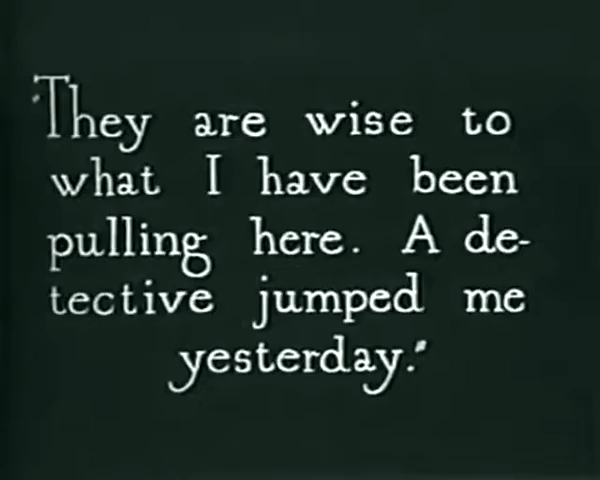 "They are wise to
what I have been
pulling here. A de-
tective jumped me
yesterday."